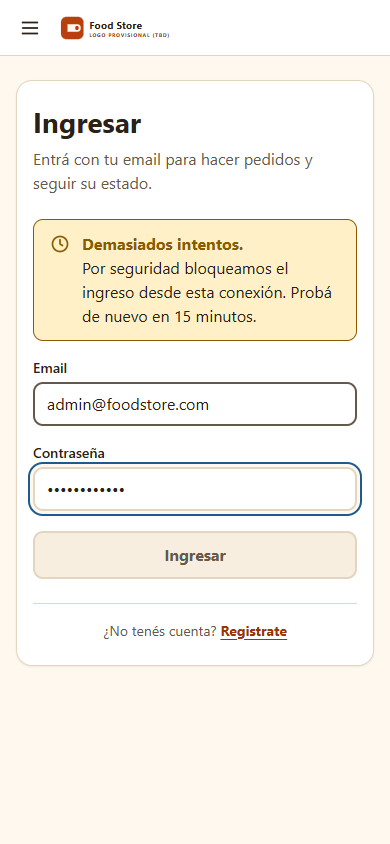 Food Store
LOGO PROVISIONAL (TBD)
Ingresar
Entrá con tu email para hacer pedidos y
seguir su estado.
Demasiados intentos.
Por seguridad bloqueamos el
ingreso desde esta conexión. Probá
de nuevo en 15 minutos.
Email
admin@foodstore.com
Contraseña
••••••••••••
Ingresar
¿No tenés cuenta? Registrate